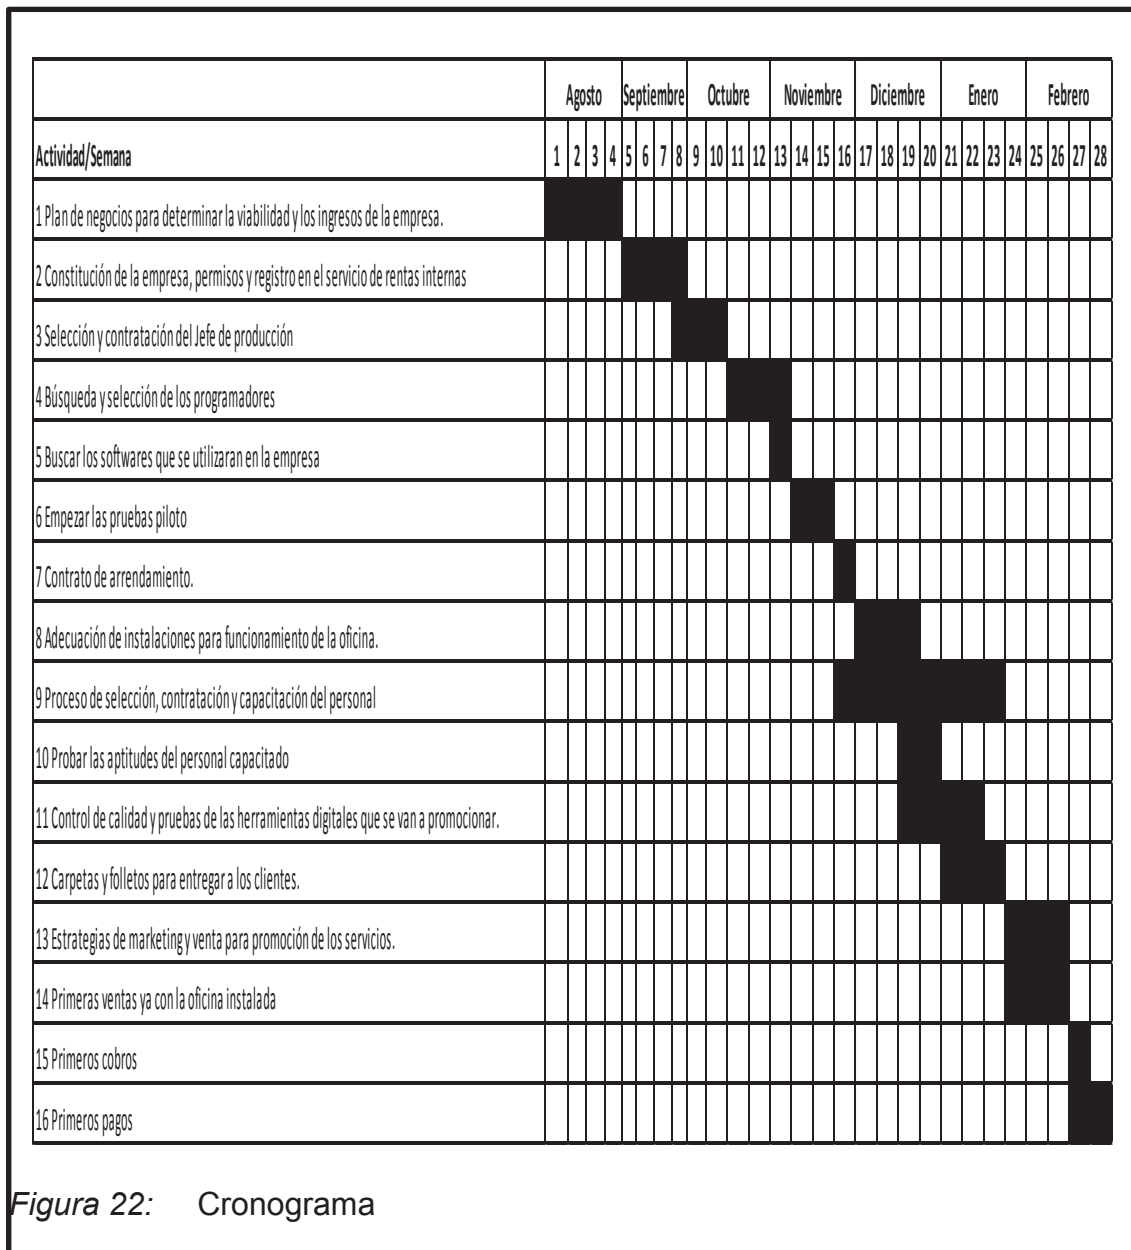 Agosto Septiembre Octubre Noviembre Diciembre Enero Febrero
Actividad/Semana 1 2 3 4 5 6 7 8 9 10 11 12 13 14 15 16 17 18 19 20 21 22 23 24 25 26 27 28
1 Plan de negocios para determinar la viabilidad y los ingresos de la empresa.
2 Constitución de la empresa, permisos y registro en el servicio de rentas internas
3 Selección y contratación del Jefe de producción
4 Búsqueda y selección de los programadores
5 Buscar los softwares que se utilizaran en la empresa
6 Empezar las pruebas piloto
7 Contrato de arrendamiento.
8 Adecuación de instalaciones para funcionamiento de la oficina.
9 Proceso de selección, contratación y capacitación del personal
10 Probar las aptitudes del personal capacitado
11 Control de calidad y pruebas de las herramientas digitales que se van a promocionar.
12 Carpetas y folletos para entregar a los clientes.
13 Estrategias de marketing y venta para promoción de los servicios.
14 Primeras ventas ya con la oficina instalada
15 Primeros cobros
16 Primeros pagos
Figura 22: Cronograma